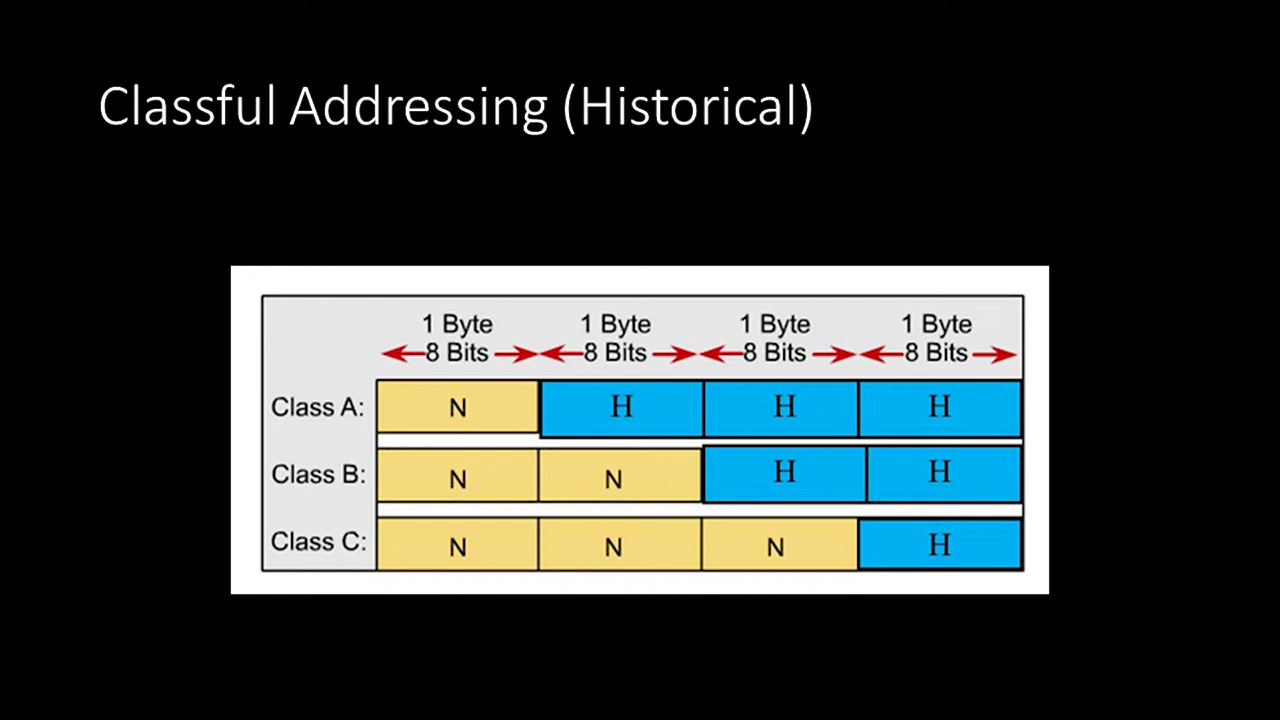 Classful Addressing (Historical)
1 Byte 1 Byte 1 Byte 1 Byte
8 Bits 8 Bits 8 Bits 8 Bits
Class A: N H H H
Class B: N N H H
Class C: N N N H